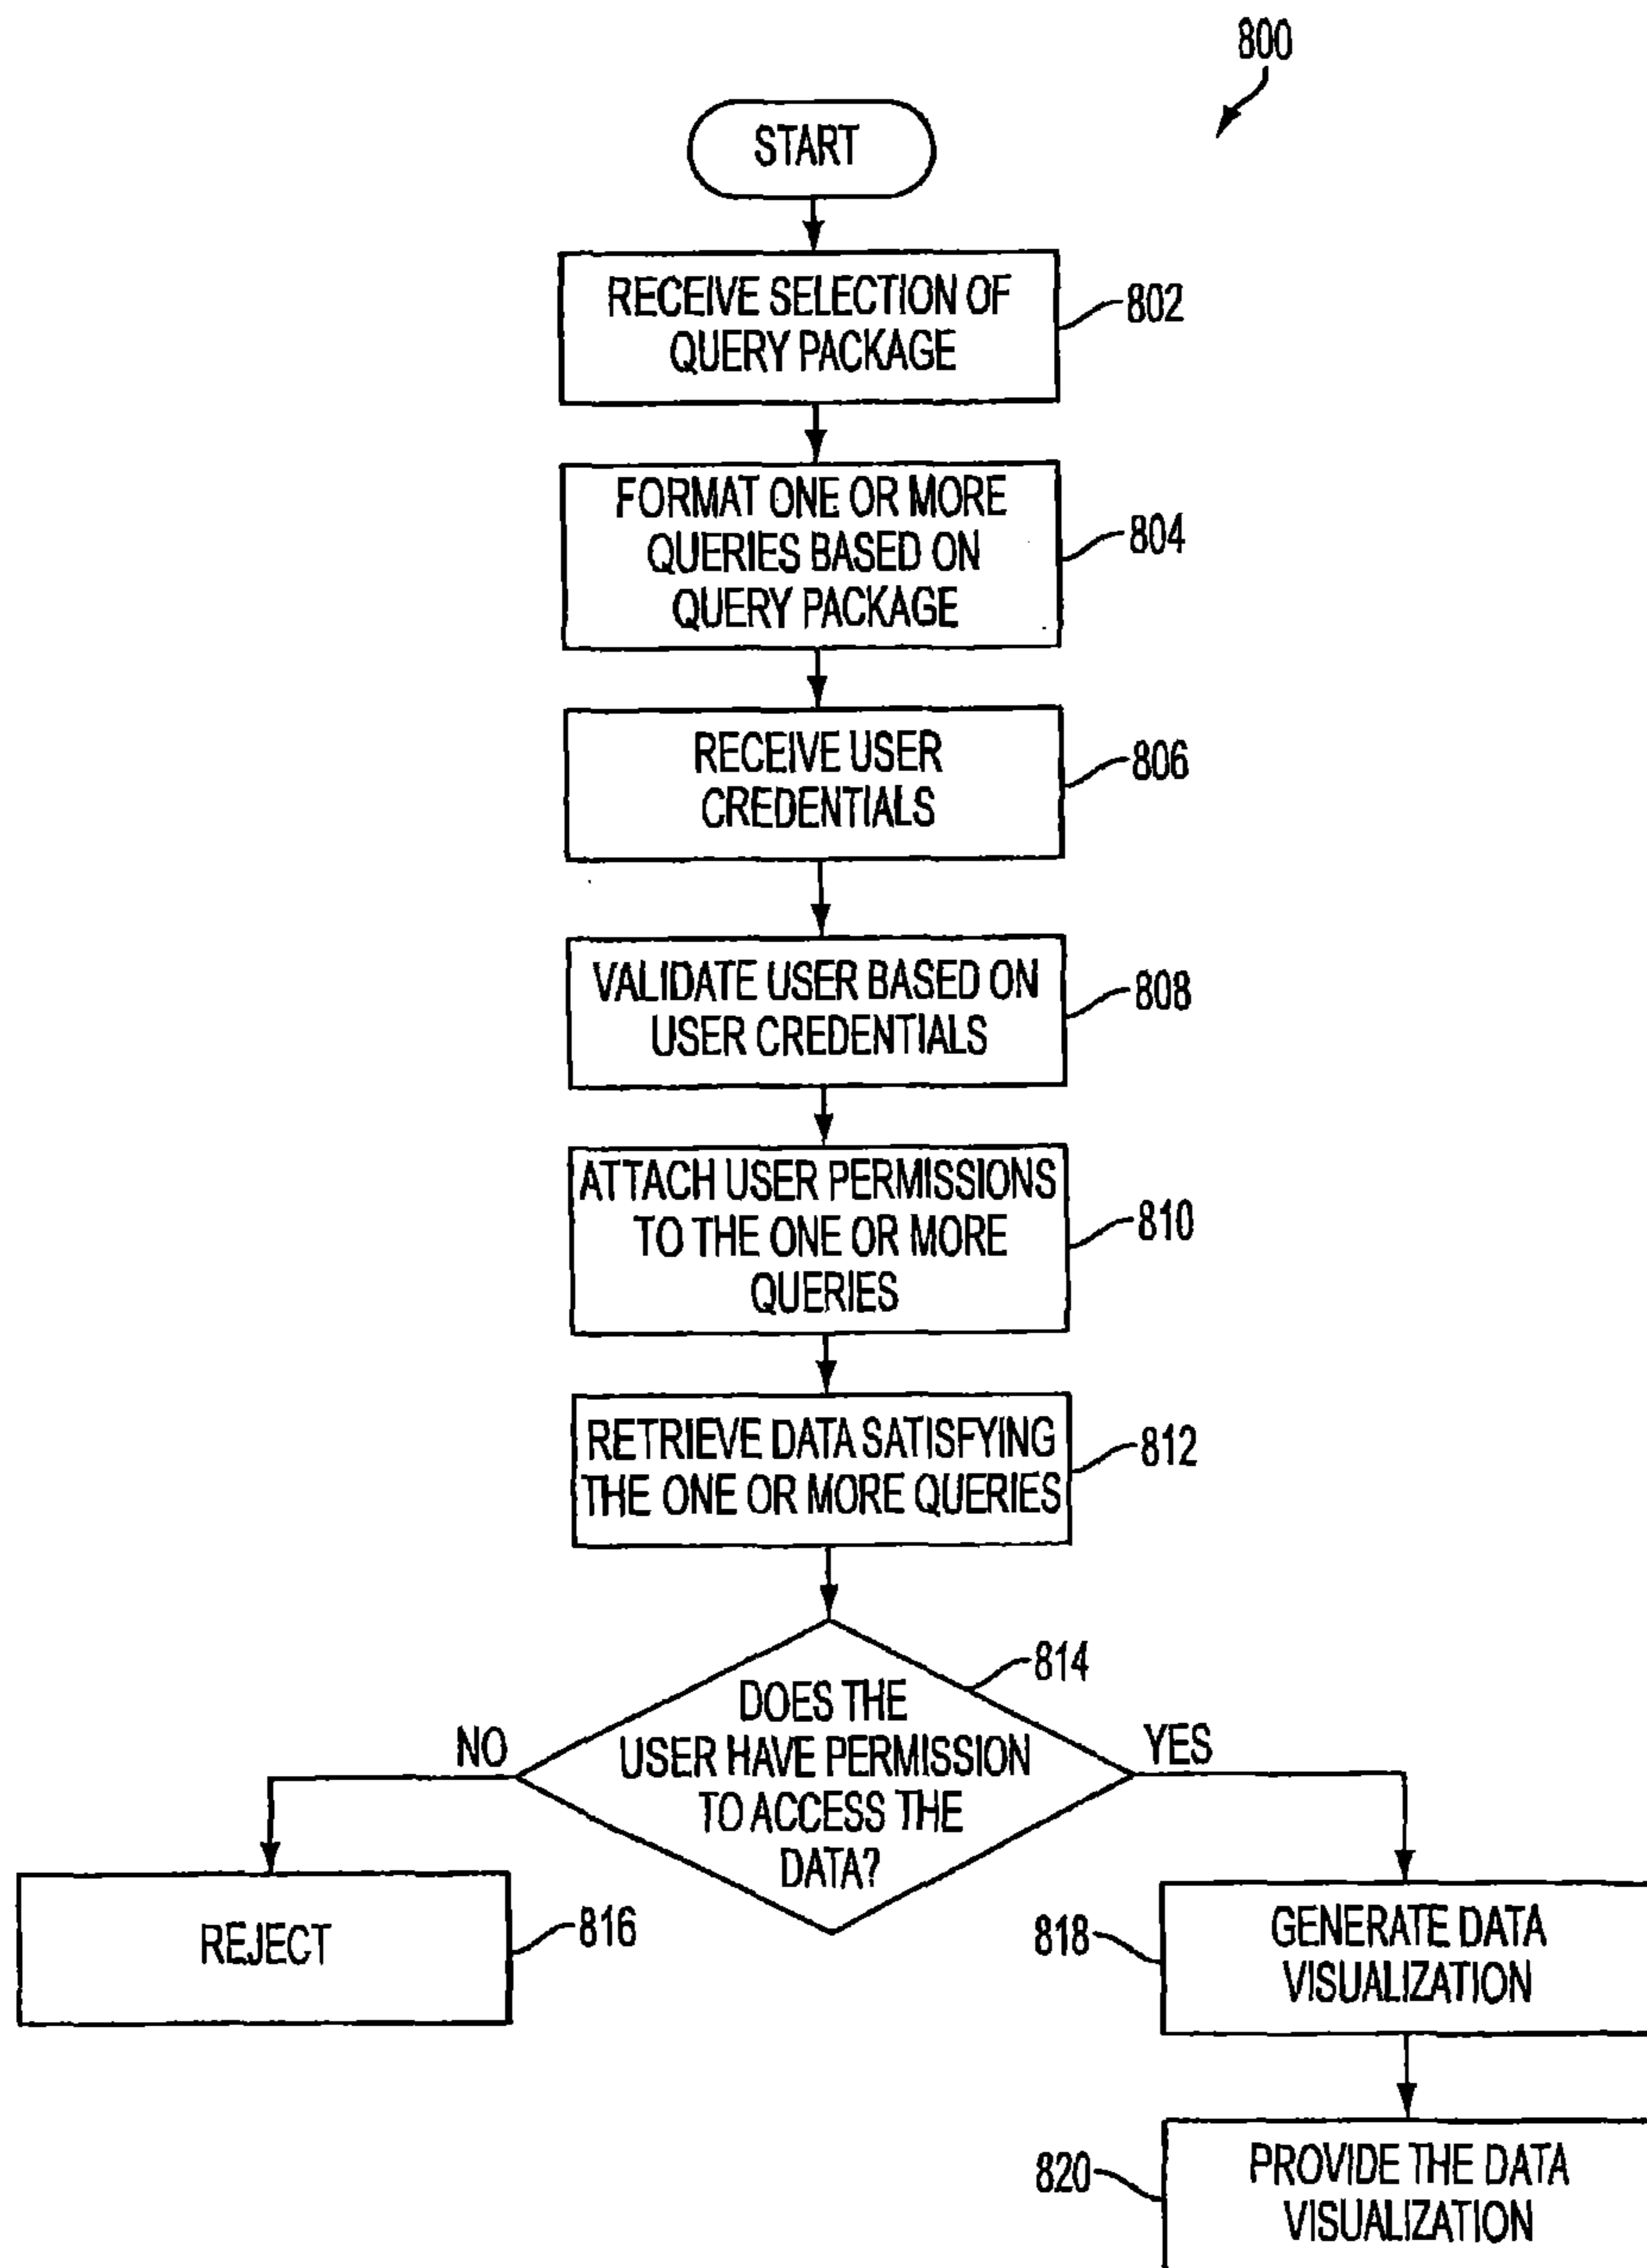 800
START
RECEIVE SELECTION OF
QUERY PACKAGE
802
FORMAT ONE OR MORE
QUERIES BASED ON
QUERY PACKAGE
804
RECEIVE USER
CREDENTIALS
806
VALIDATE USER BASED ON
USER CREDENTIALS
808
ATTACH USER PERMISSIONS
TO THE ONE OR MORE
QUERIES
810
RETRIEVE DATA SATISFYING
THE ONE OR MORE QUERIES
812
DOES THE
USER HAVE PERMISSION
TO ACCESS THE
DATA?
814
NO
YES
REJECT
816
818
GENERATE DATA
VISUALIZATION
820
PROVIDE THE DATA
VISUALIZATION